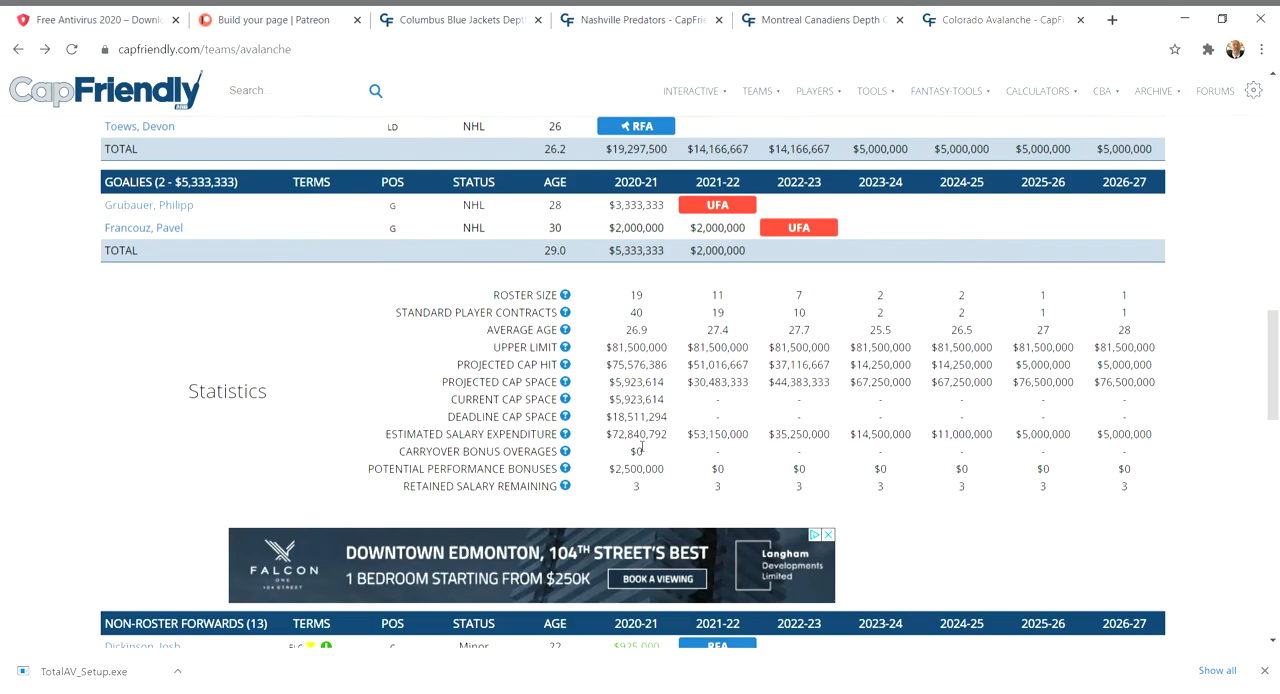 Free Antivirus 2020 – Downl
Build your page | Patreon
Columbus Blue Jackets Dept
Nashville Predators - CapFrie
Montreal Canadiens Depth C
Colorado Avalanche - CapFr
capfriendly.com/teams/avalanche
CapFriendly
Search...
INTERACTIVE TEAMS PLAYERS TOOLS FANTASY-TOOLS CALCULATORS CBA ARCHIVE FORUMS
Toews, Devon LD NHL 26 RFA
TOTAL 26.2 $19,297,500 $14,166,667 $14,166,667 $5,000,000 $5,000,000 $5,000,000 $5,000,000
GOALIES (2 - $5,333,333) TERMS POS STATUS AGE 2020-21 2021-22 2022-23 2023-24 2024-25 2025-26 2026-27
Grubauer, Philipp G NHL 28 $3,333,333 UFA
Francouz, Pavel G NHL 30 $2,000,000 $2,000,000 UFA
TOTAL 29.0 $5,333,333 $2,000,000
ROSTER SIZE 19 11 7 2 2 1 1
STANDARD PLAYER CONTRACTS 40 19 10 2 2 1 1
AVERAGE AGE 26.9 27.4 27.7 25.5 26.5 27 28
UPPER LIMIT $81,500,000 $81,500,000 $81,500,000 $81,500,000 $81,500,000 $81,500,000 $81,500,000
PROJECTED CAP HIT $75,576,386 $51,016,667 $37,116,667 $14,250,000 $14,250,000 $5,000,000 $5,000,000
Statistics
PROJECTED CAP SPACE $5,923,614 $30,483,333 $44,383,333 $67,250,000 $67,250,000 $76,500,000 $76,500,000
CURRENT CAP SPACE $5,923,614 - - - - - -
DEADLINE CAP SPACE $18,511,294 - - - - - -
ESTIMATED SALARY EXPENDITURE $72,840,792 $53,150,000 $35,250,000 $14,500,000 $11,000,000 $5,000,000 $5,000,000
CARRYOVER BONUS OVERAGES $0 - - - - - -
POTENTIAL PERFORMANCE BONUSES $2,500,000 $0 $0 $0 $0 $0 $0
RETAINED SALARY REMAINING 3 3 3 3 3 3 3
FALCON
DOWNTOWN EDMONTON, 104TH STREET'S BEST
1 BEDROOM STARTING FROM $250K
BOOK A VIEWING
Langham
Developments
Limited
NON-ROSTER FORWARDS (13) TERMS POS STATUS AGE 2020-21 2021-22 2022-23 2023-24 2024-25 2025-26 2026-27
Dickinson, Josh ELC C Minor 22 $925,000 RFA
TotalAV_Setup.exe
Show all